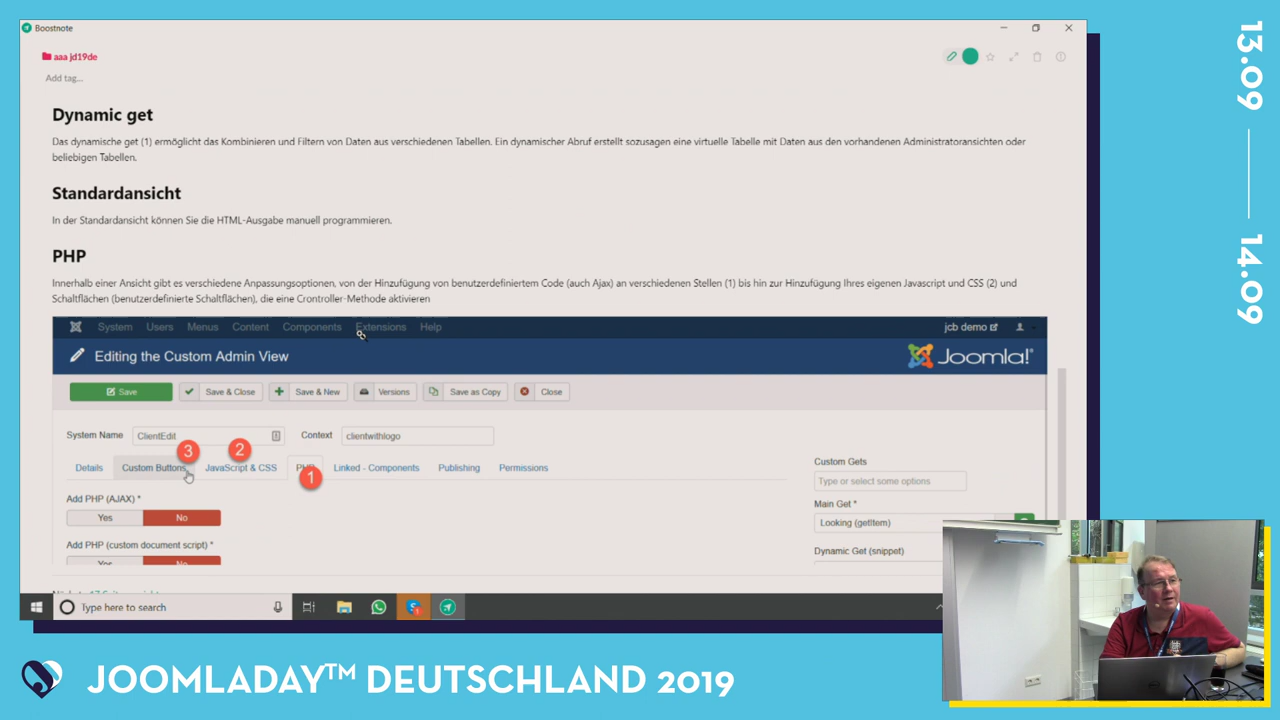 Boostnote
aaa jd19de
Add tag...
Dynamic get
Das dynamische get (1) ermöglicht das Kombinieren und Filtern von Daten aus verschiedenen Tabellen. Ein dynamischer Abruf erstellt sozusagen eine virtuelle Tabelle mit Daten aus den vorhandenen Administratoransichten oder
beliebigen Tabellen.
Standardansicht
In der Standardansicht können Sie die HTML-Ausgabe manuell programmieren.
PHP
Innerhalb einer Ansicht gibt es verschiedene Anpassungsoptionen, von der Hinzufügung von benutzerdefiniertem Code (auch Ajax) an verschiedenen Stellen (1) bis hin zur Hinzufügung Ihres eigenen Javascript und CSS (2) und
Schaltflächen (benutzerdefinierte Schaltflächen), die eine Crontroller-Methode aktivieren
System Users Menus Content Components Extensions Help jcb demo
Editing the Custom Admin View Joomla!
Save Save & Close Save & New Versions Save as Copy Close
System Name ClientEdit Context clientwithlogo
3 2 1
Details Custom Buttons JavaScript & CSS Linked - Components Publishing Permissions
Custom Gets
Type or select some options
Add PHP (AJAX) *
Main Get *
Yes No
Looking (getItem)
Add PHP (custom document script) *
Dynamic Get (snippet)
Yes No
Type here to search
JOOMLADAY™ DEUTSCHLAND 2019
13.09
14.09